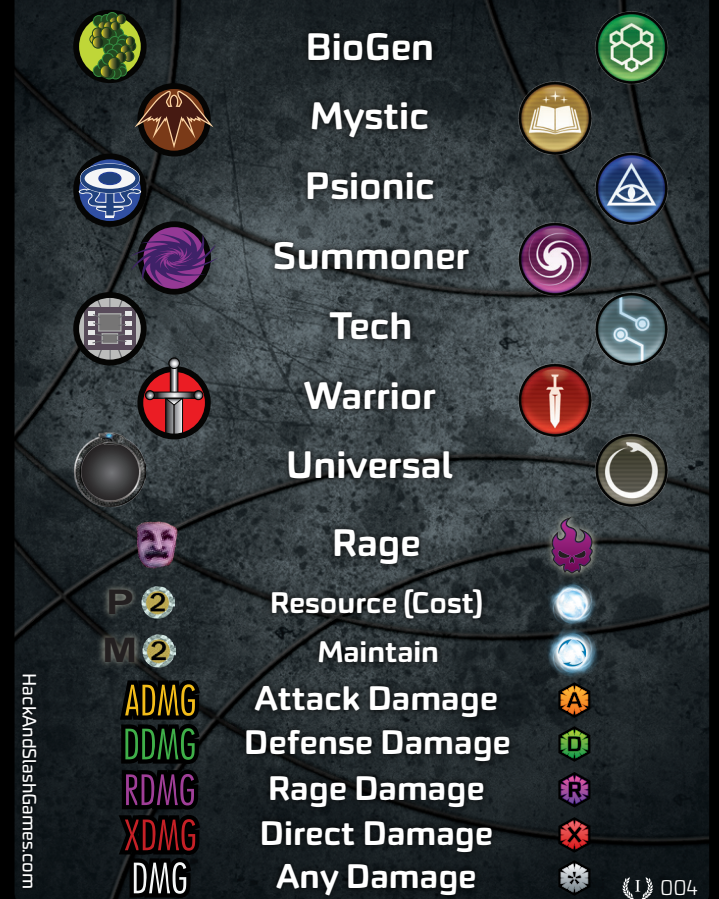 BioGen
Mystic
Psionic
Summoner
Tech
Warrior
Universal
Rage
P 2 Resource (Cost)
M 2 Maintain
ADMG Attack Damage A
DDMG Defense Damage D
RDMG Rage Damage R
XDMG Direct Damage X
DMG Any Damage *
HackAndSlashGames.com
I 004